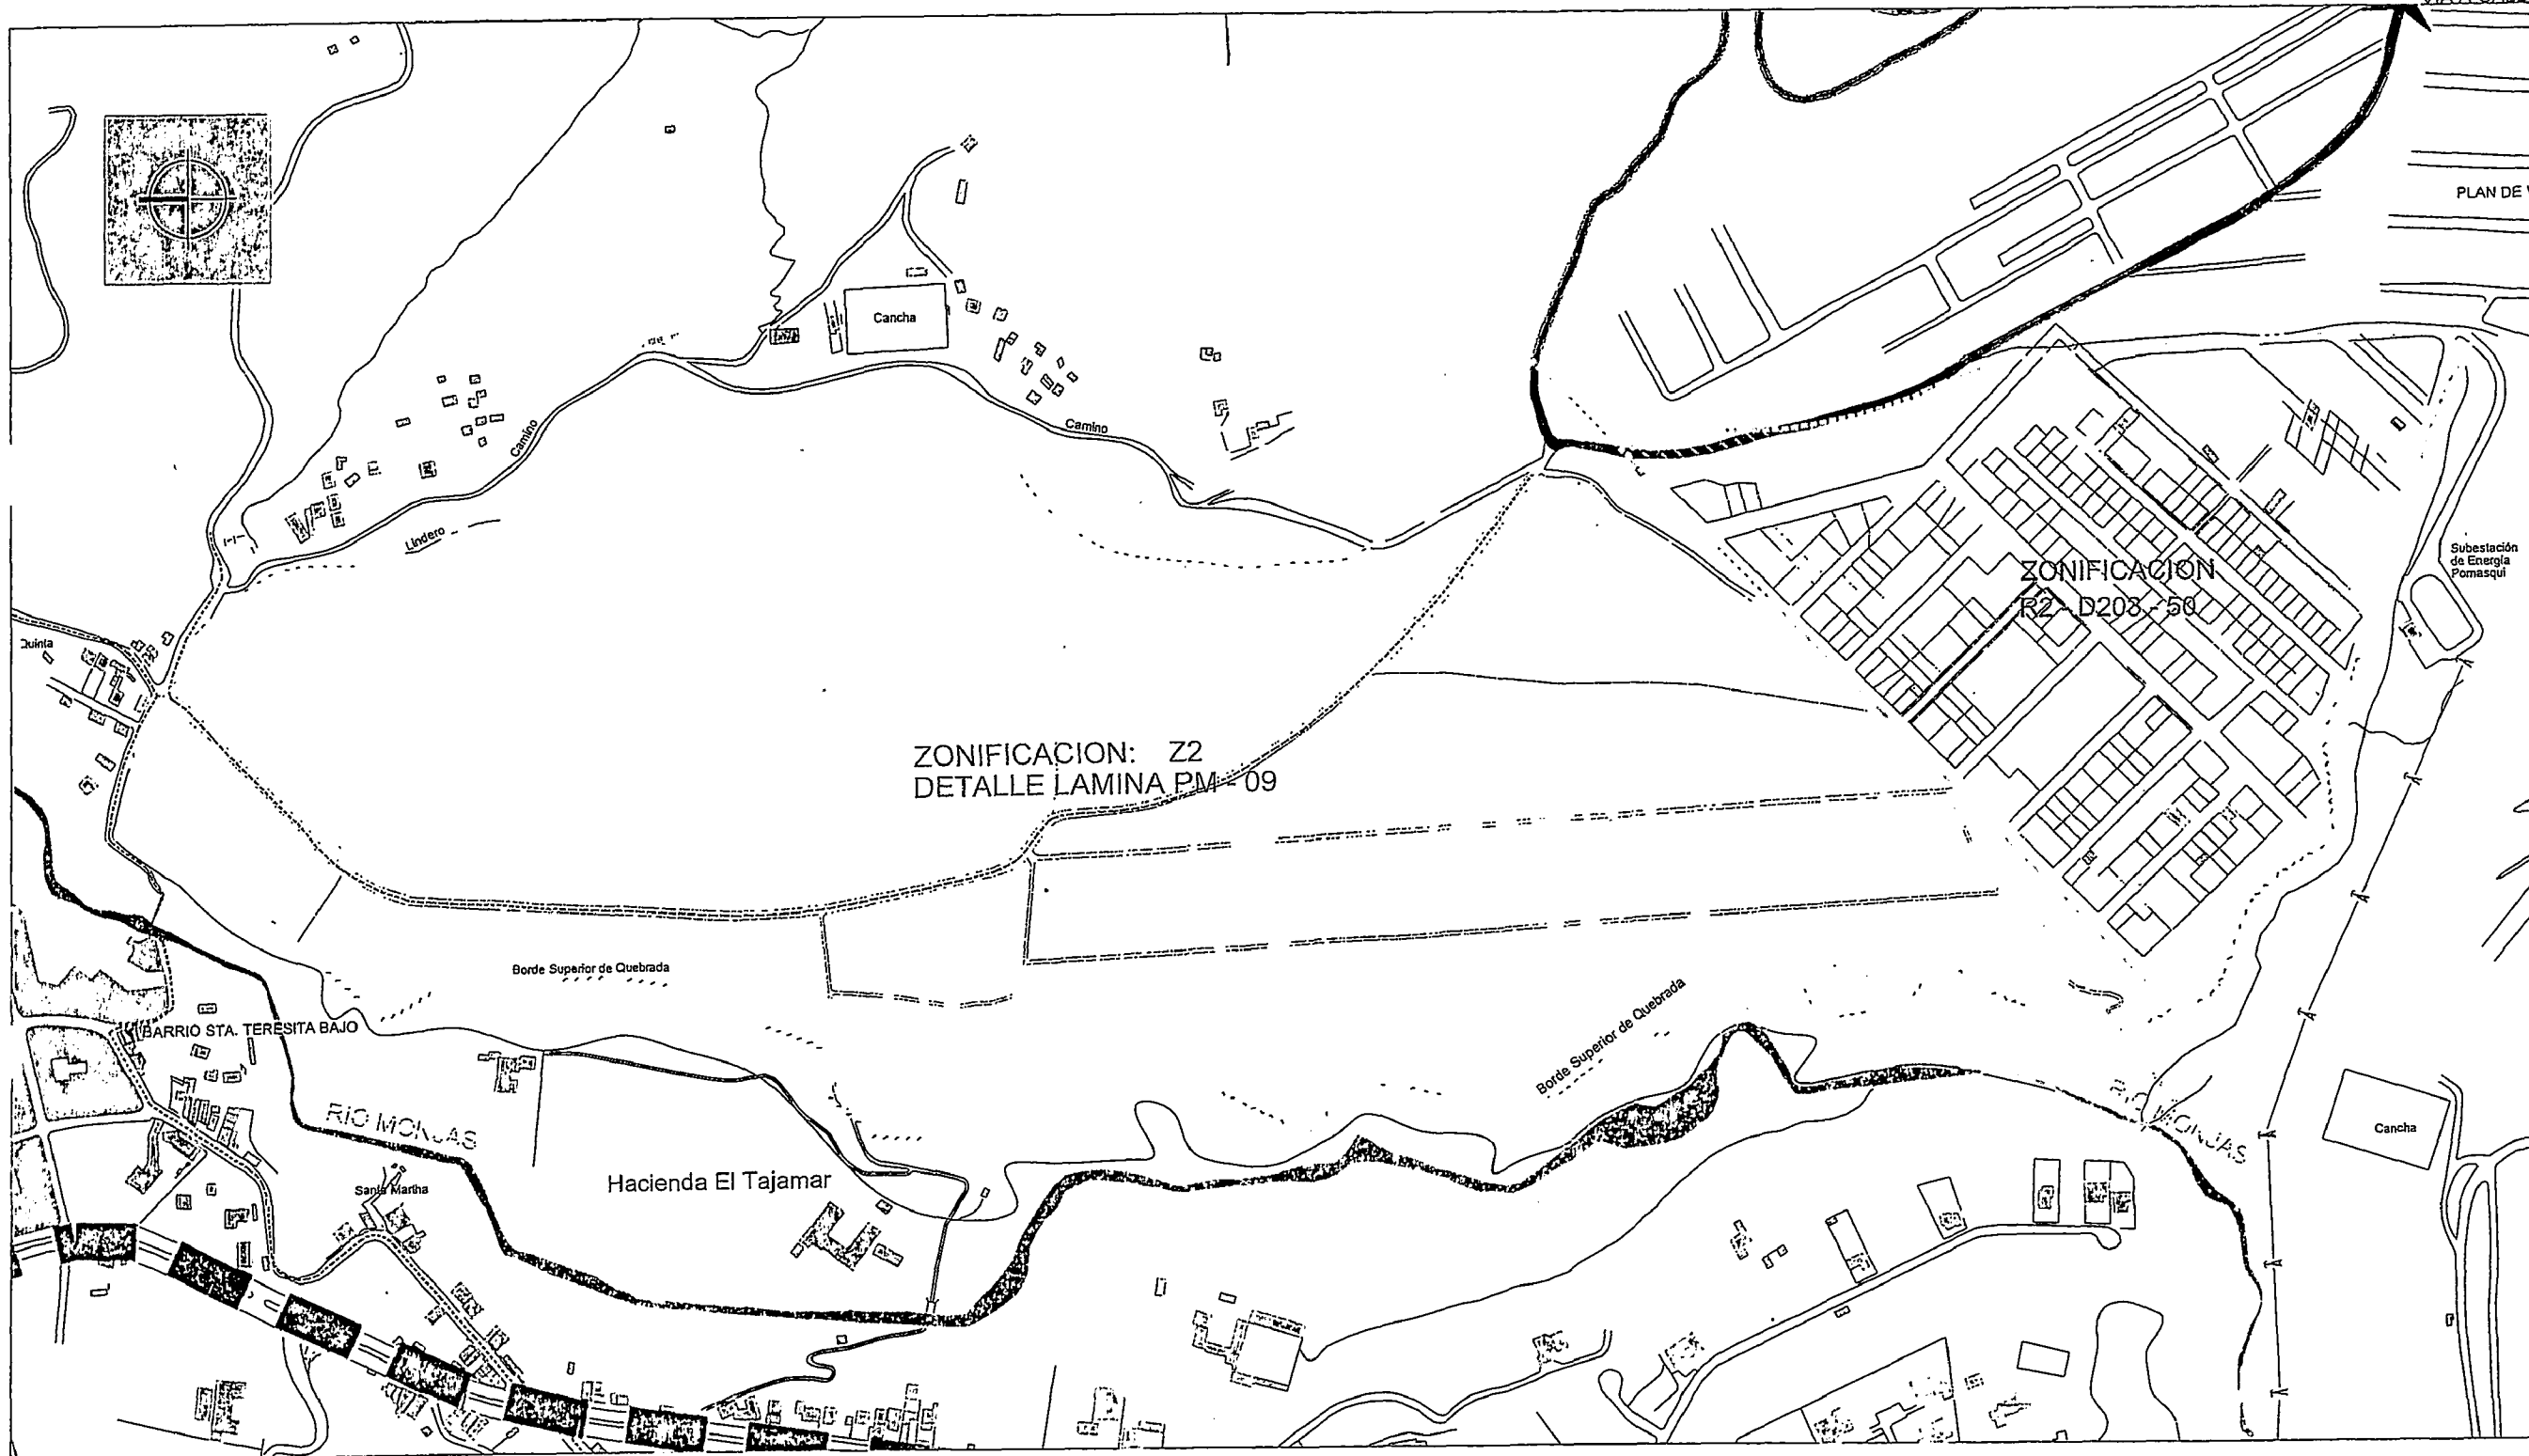 PLAN DE
Cancha
Camino
Camino
Lindero
Subestación
de Energía
Pomasqui
ZONIFICACION
R2 - D203 - 50
Quinta
ZONIFICACION: Z2
DETALLE LAMINA PM - 09
Borde Superior de Quebrada
Borde Superior de Quebrada
BARRIO STA. TERESITA BAJO
RIO MONJAS
RIO MONJAS
Cancha
Hacienda El Tajamar
Santa Martha